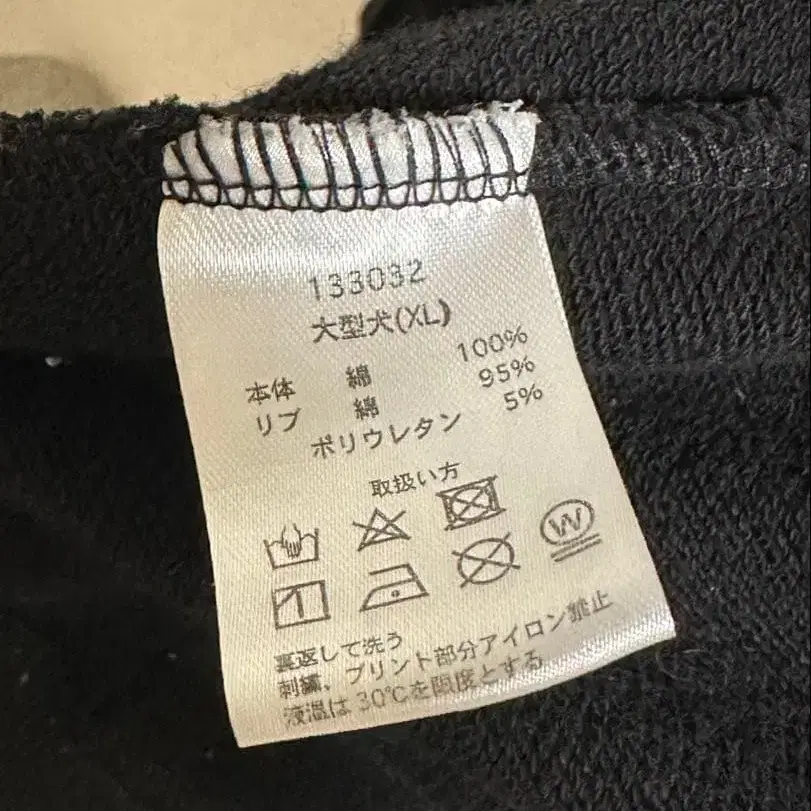 133032
大型犬(XL)
本体 綿 100%
リブ 綿 95%
ポリウレタン 5%
取扱い方
W
裏返して洗う
刺繍、プリント部分アイロン禁止
液温は30℃を限度とする